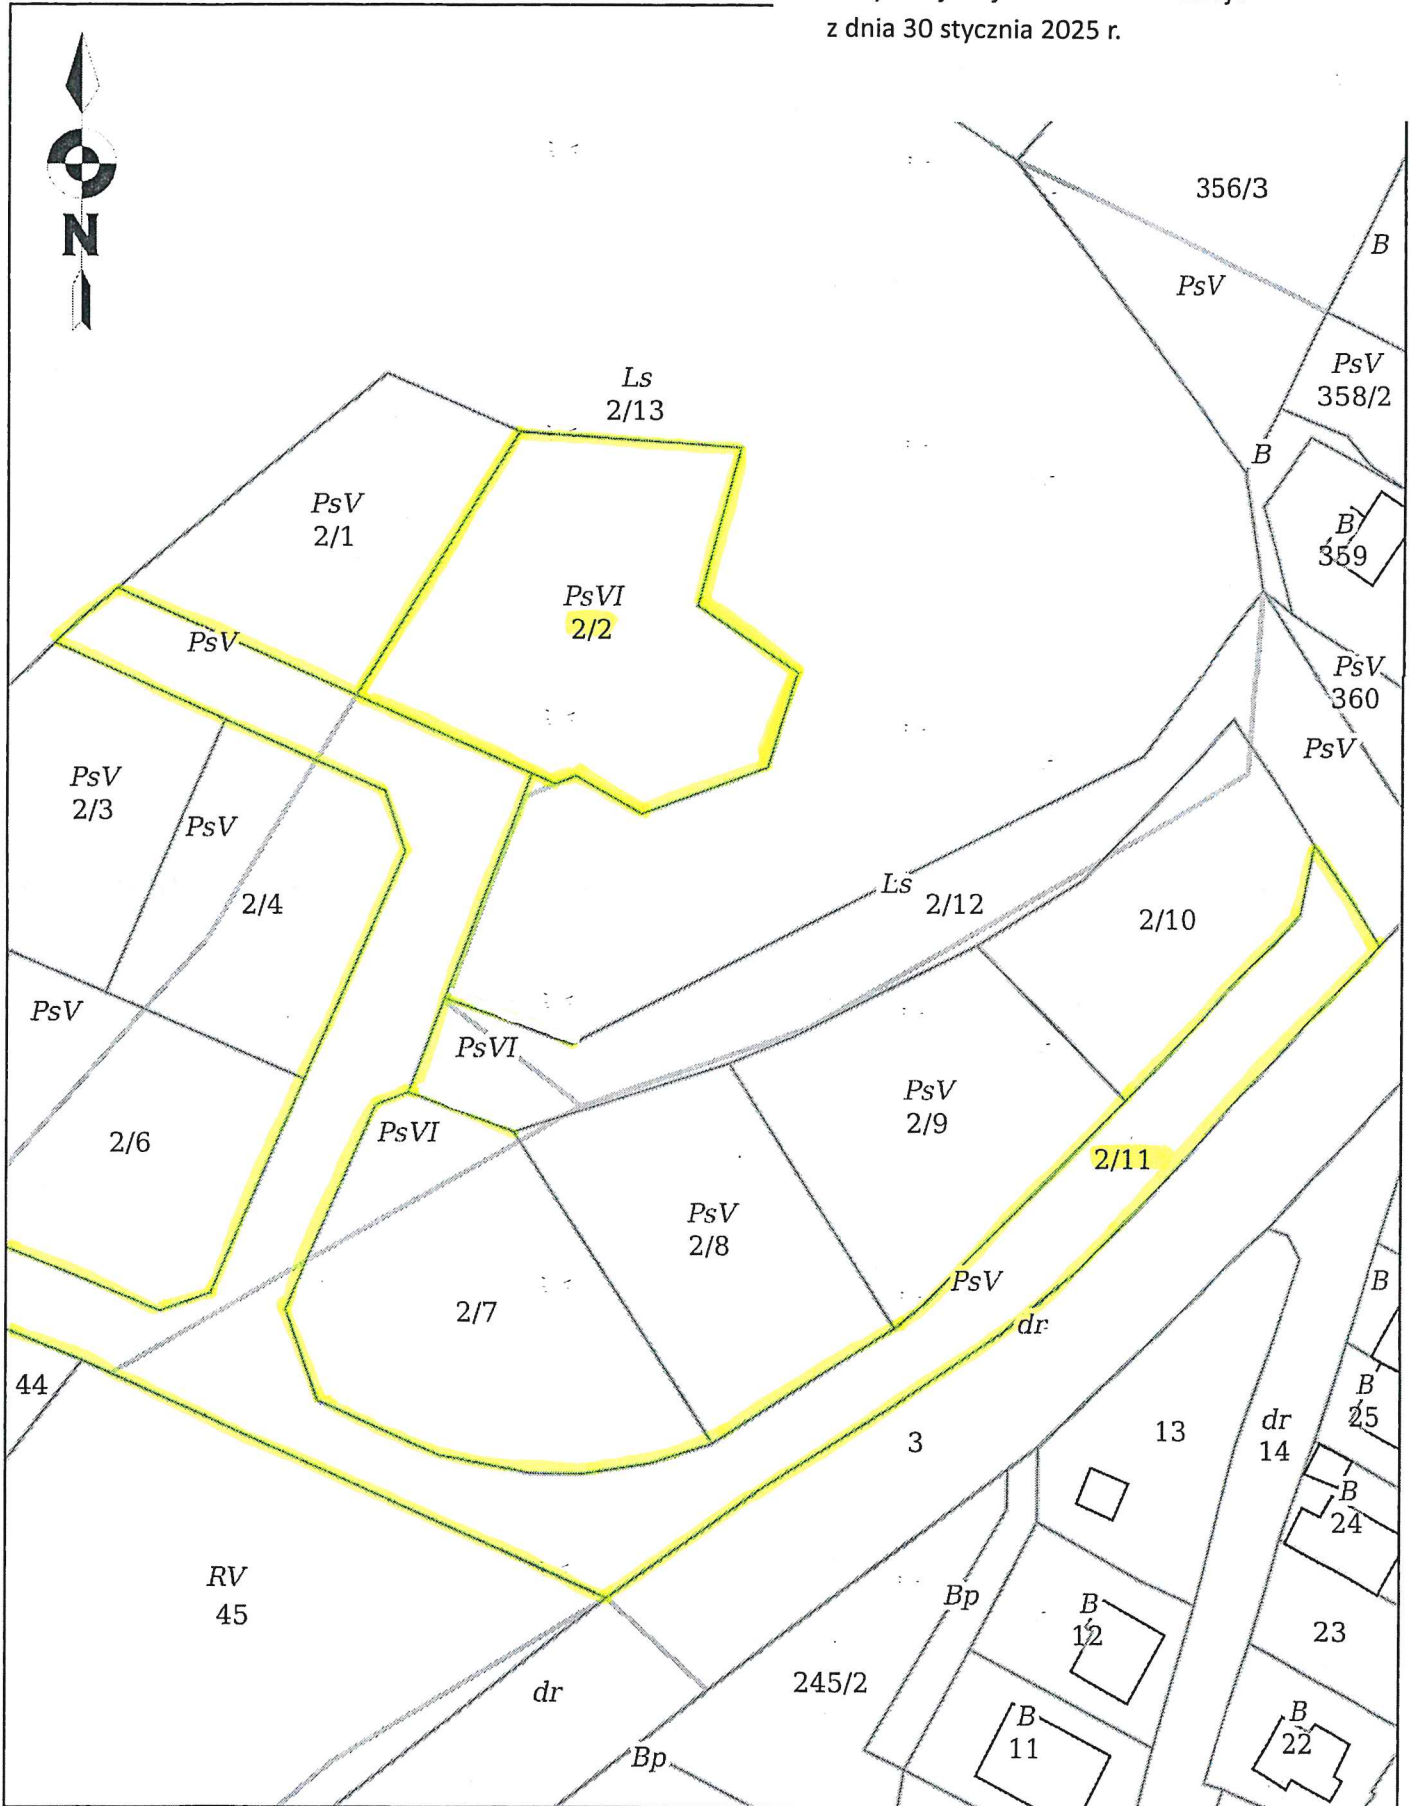 z dnia 30 stycznia 2025 r.
N
356/3
B
PsV
PsV
358/2
Ls
2/13
B
PsV
2/1
B
359
PsVI
2/2
PsV
PsV
360
PsV
PsV
2/3
PsV
2/4
Ls
2/12
2/10
PsV
PsVI
PsV
2/9
PsVI
2/6
2/11
PsV
2/8
PsV
B
2/7
dr
44
B
25
3
13
dr
14
B
24
RV
45
Bp
B
12
23
245/2
dr
B
11
B
22
Bp